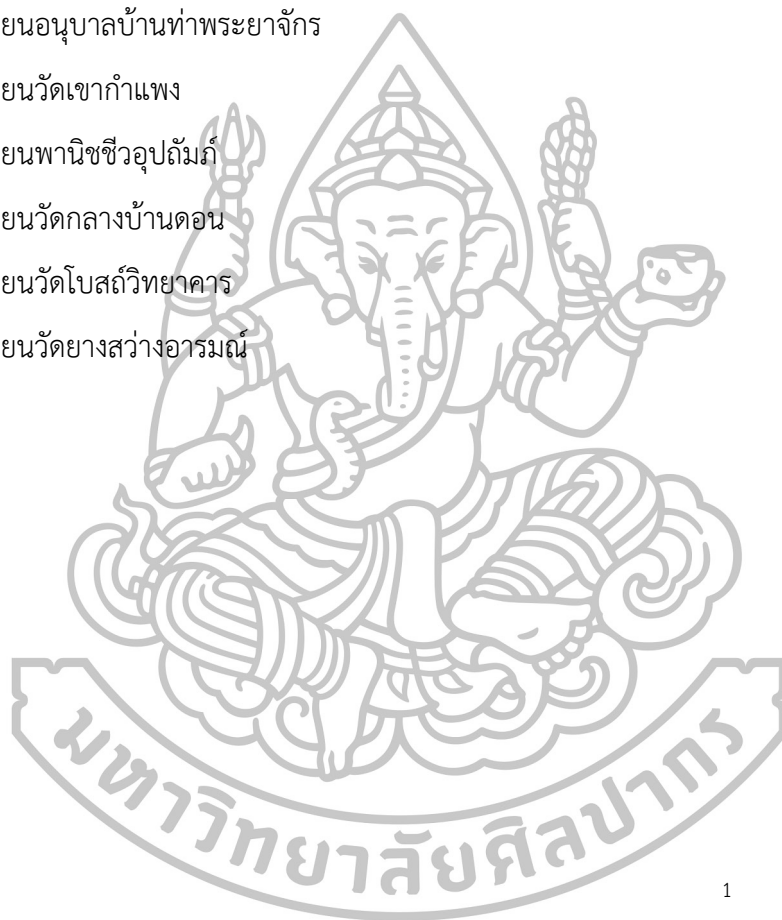 ยนอนุบาลบ้านท่าพระยาจักร
ยนวัดเขากำแพง
ยนพานิชชีวอุปถัมภ์
ยนวัดกลางบ้านดอน
ยนวัดโบสถ์วิทยาคาร
ยนวัดยางสว่างอารมณ์
มหาวิทยาลัยศิลปากร
1